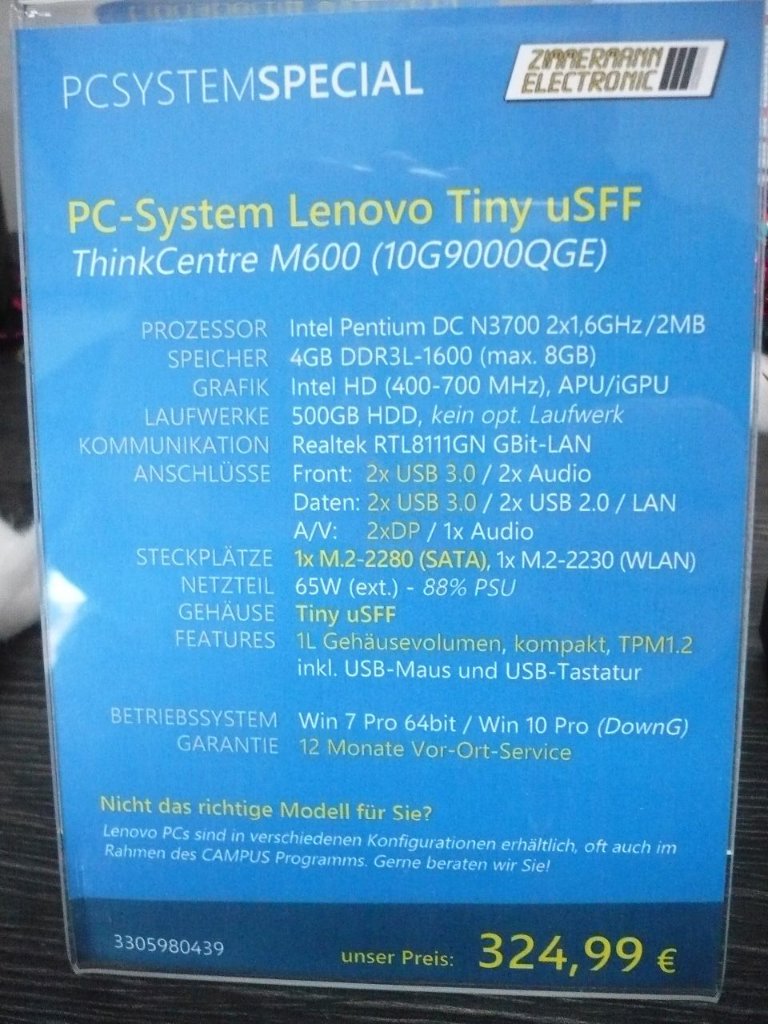 PCSYSTEMSPECIAL
ZIMMERMANN
ELECTRONIC
PC-System Lenovo Tiny uSFF
ThinkCentre M600 (10G9000QGE)
PROZESSOR Intel Pentium DC N3700 2x1,6GHz/2MB
SPEICHER 4GB DDR3L-1600 (max. 8GB)
GRAFIK Intel HD (400-700 MHz), APU/iGPU
LAUFWERKE 500GB HDD, kein opt. Laufwerk
KOMMUNIKATION Realtek RTL8111GN GBit-LAN
ANSCHLÜSSE Front: 2x USB 3.0 / 2x Audio
Daten: 2x USB 3.0 / 2x USB 2.0 / LAN
A/V: 2xDP / 1x Audio
STECKPLÄTZE 1x M.2-2280 (SATA), 1x M.2-2230 (WLAN)
NETZTEIL 65W (ext.) - 88% PSU
GEHÄUSE Tiny uSFF
FEATURES 1L Gehäusevolumen, kompakt, TPM1.2
inkl. USB-Maus und USB-Tastatur
BETRIEBSSYSTEM Win 7 Pro 64bit / Win 10 Pro (DownG)
GARANTIE 12 Monate Vor-Ort-Service
Nicht das richtige Modell für Sie?
Lenovo PCs sind in verschiedenen Konfigurationen erhältlich, oft auch im
Rahmen des CAMPUS Programms. Gerne beraten wir Sie!
3305980439 unser Preis: 324,99 €